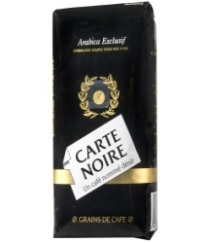 Arabica Exclusif
CARTE
NOIRE
Un café nommé désir
GRAINS DE CAFÉ